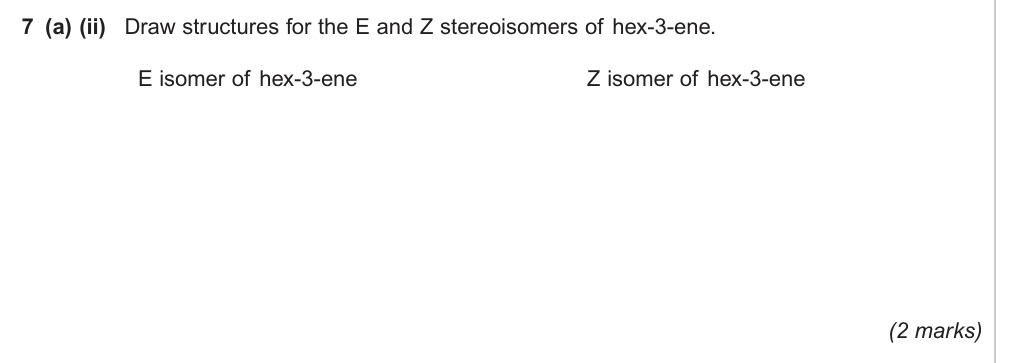 7 (a) (ii) Draw structures for the E and Z stereoisomers of hex-3-ene.
E isomer of hex-3-ene Z isomer of hex-3-ene
(2 marks)